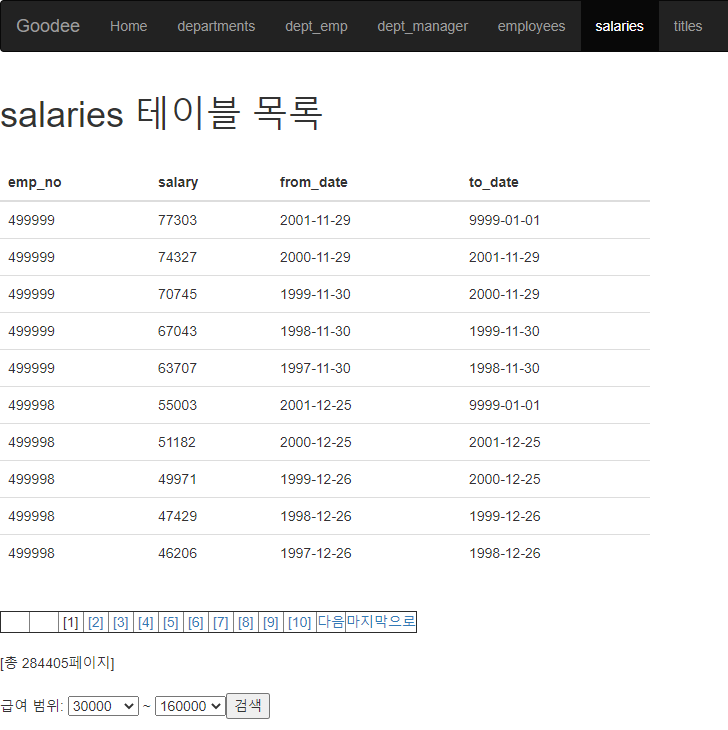 Goodee Home departments dept_emp dept_manager employees salaries titles
salaries 테이블 목록
emp_no salary from_date to_date
499999 77303 2001-11-29 9999-01-01
499999 74327 2000-11-29 2001-11-29
499999 70745 1999-11-30 2000-11-29
499999 67043 1998-11-30 1999-11-30
499999 63707 1997-11-30 1998-11-30
499998 55003 2001-12-25 9999-01-01
499998 51182 2000-12-25 2001-12-25
499998 49971 1999-12-26 2000-12-25
499998 47429 1998-12-26 1999-12-26
499998 46206 1997-12-26 1998-12-26
[1] [2] [3] [4] [5] [6] [7] [8] [9] [10] 다음 마지막으로
[총 284405페이지]
급여 범위: 30000 ~ 160000 검색